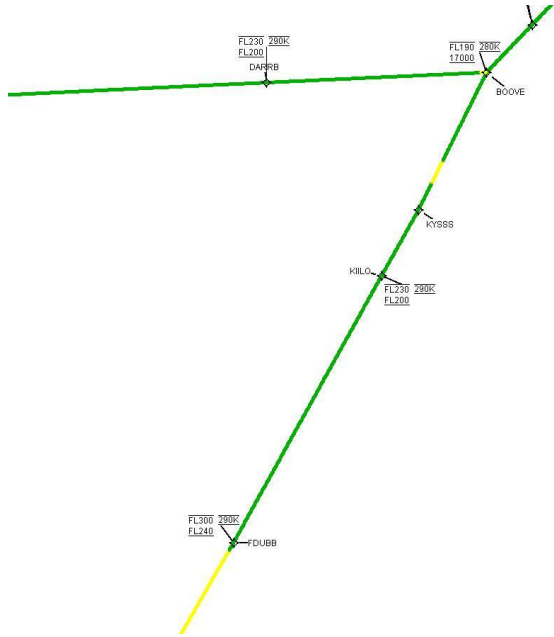 FL230 290K
FL200
DARRB
FL190 280K
17000
BOOVE
KYSSS
KIILO
FL230 290K
FL200
FL300 290K
FL240
FDUBB